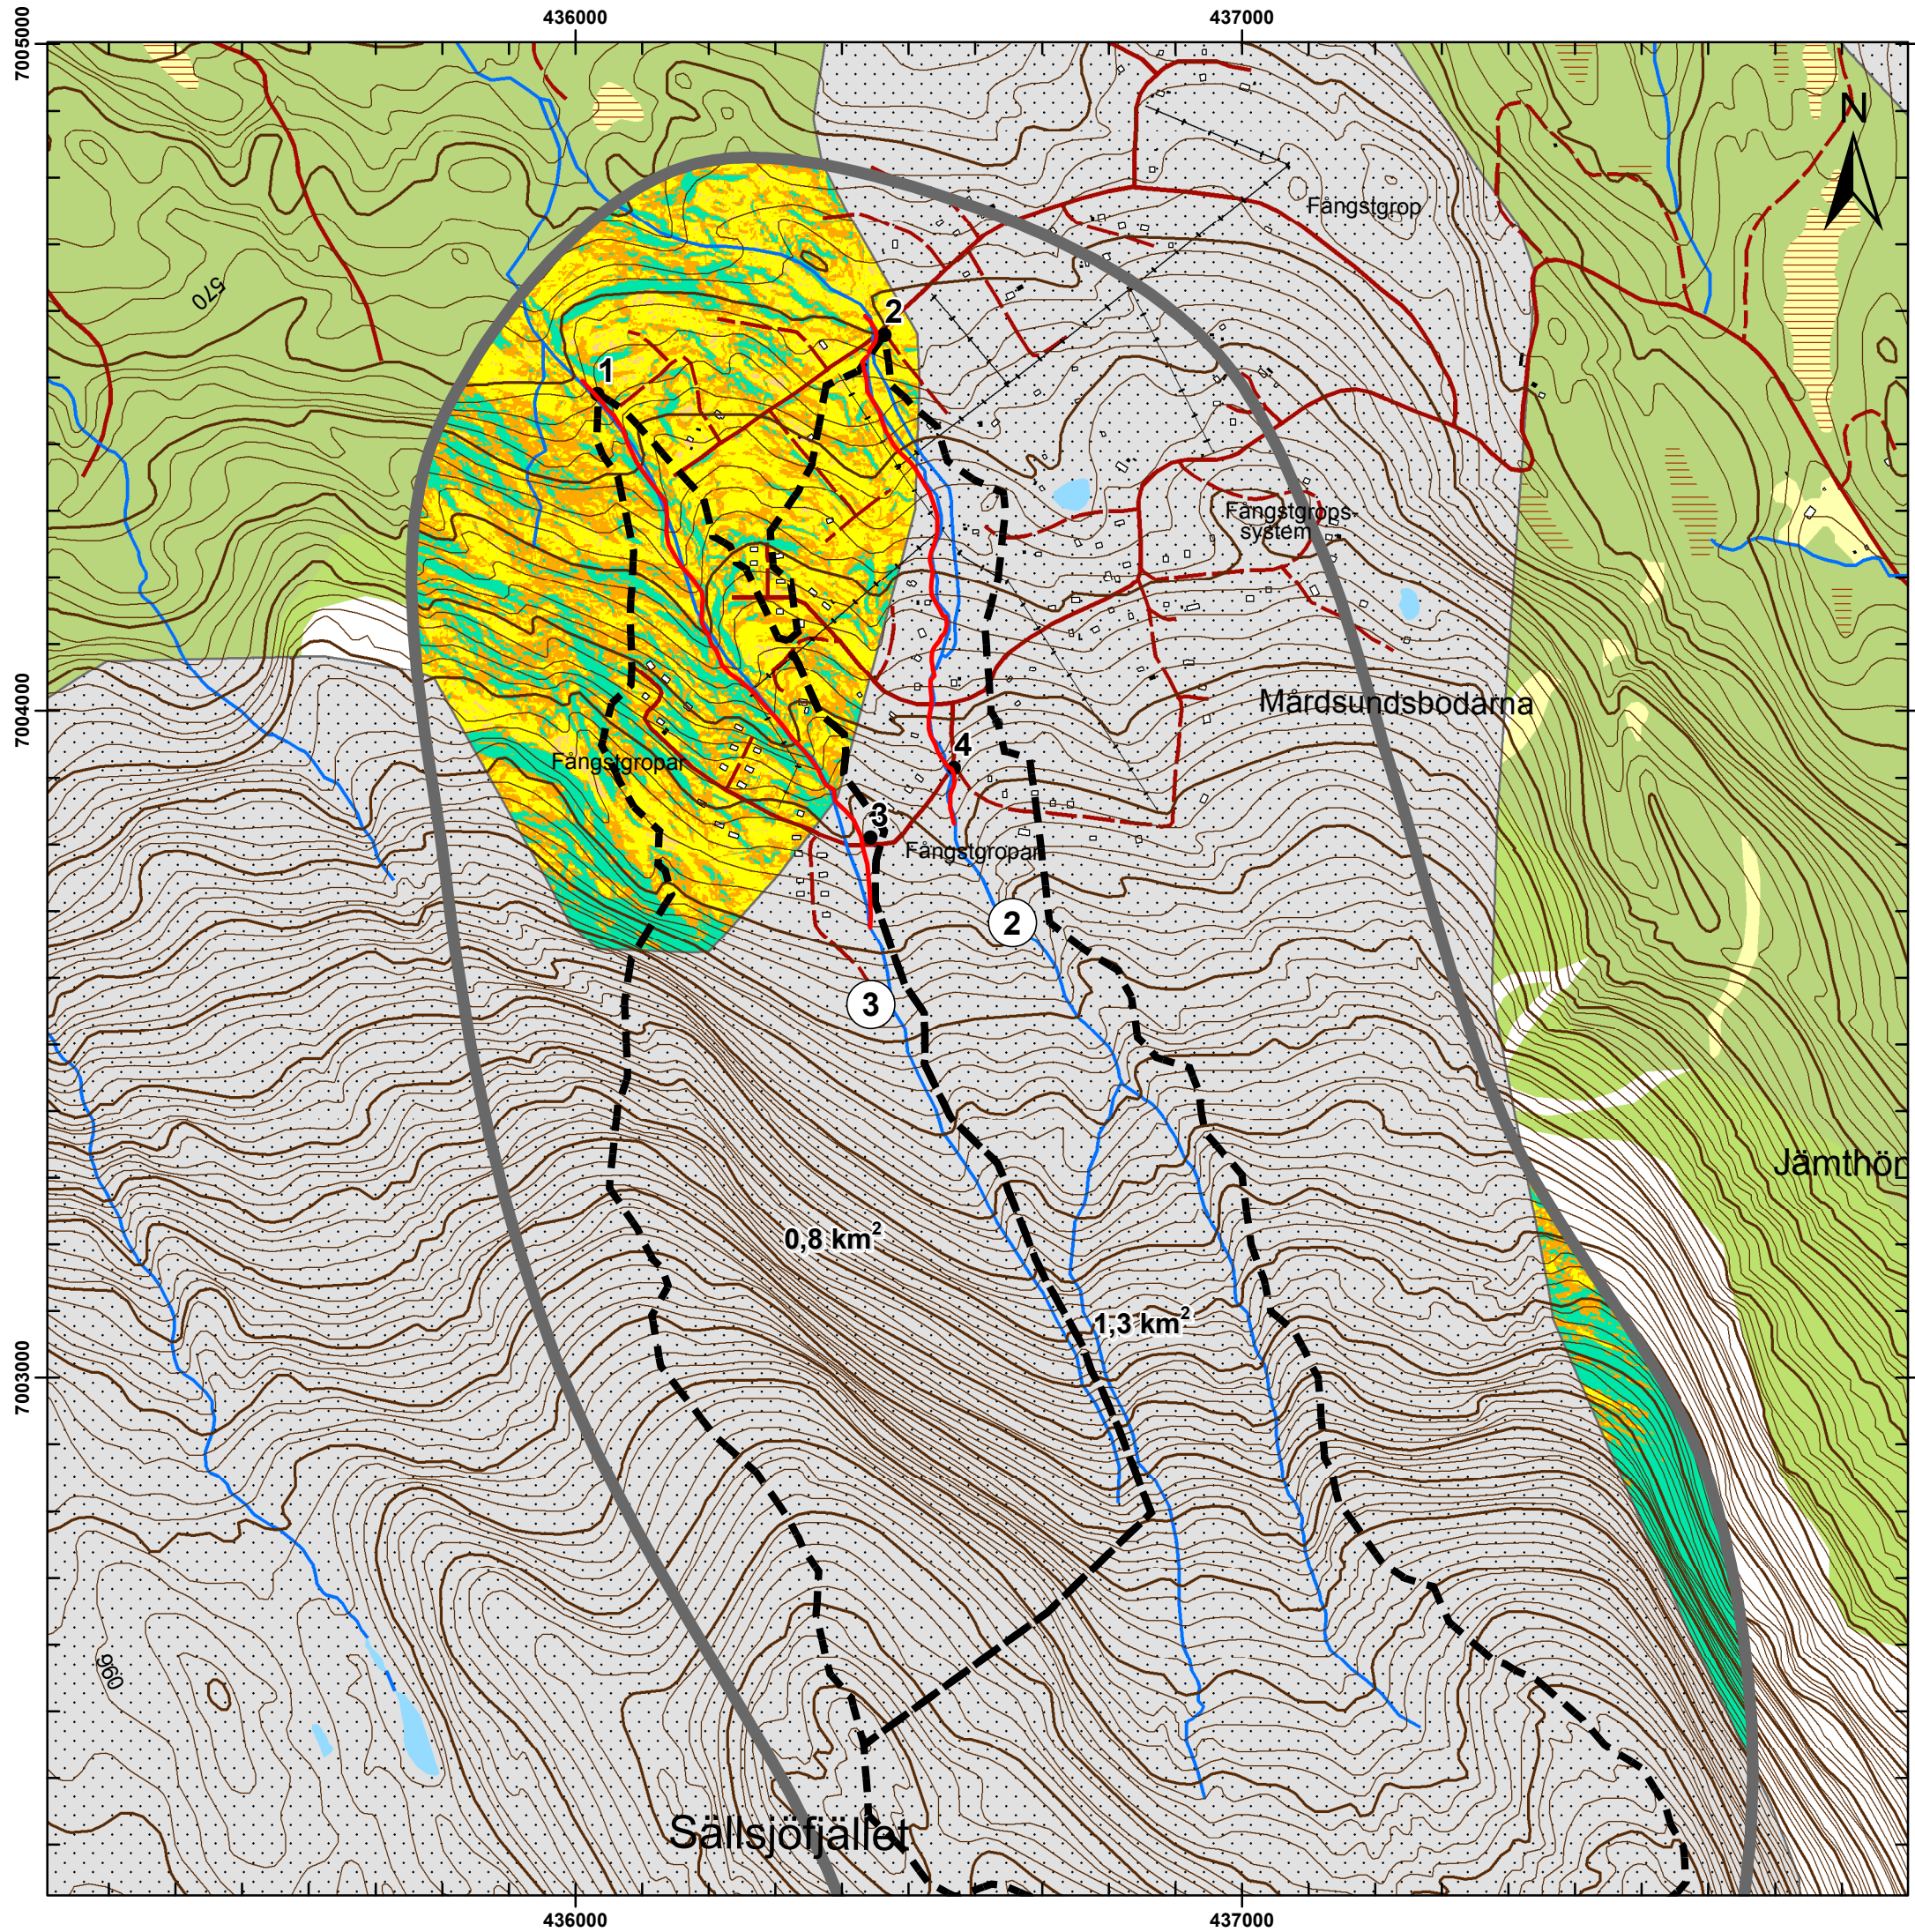 436000
437000
7005000
N
Fångstgrop
570
2
1
Fångstgrops-
system
7004000
Mårdsundsbodarna
4
Fångstgropar
3
Fångstgropar
2
3
Jämthör
0,8 km²
1,3 km²
7003000
960
Sällsjöfjället
436000
437000